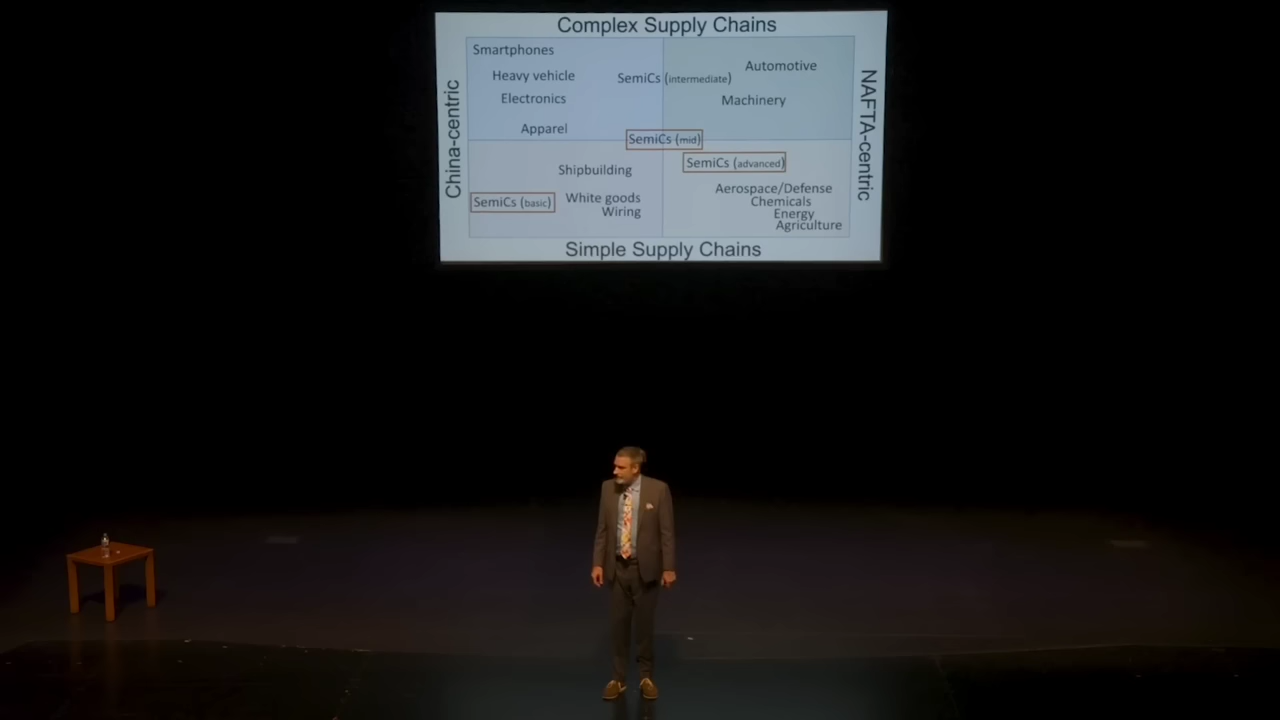 Complex Supply Chains
China-centric
NAFTA-centric
Smartphones
Heavy vehicle
Electronics
Apparel
SemiCs (intermediate)
Automotive
Machinery
SemiCs (mid)
SemiCs (advanced)
Shipbuilding
SemiCs (basic)
White goods
Wiring
Aerospace/Defense
Chemicals
Energy
Agriculture
Simple Supply Chains